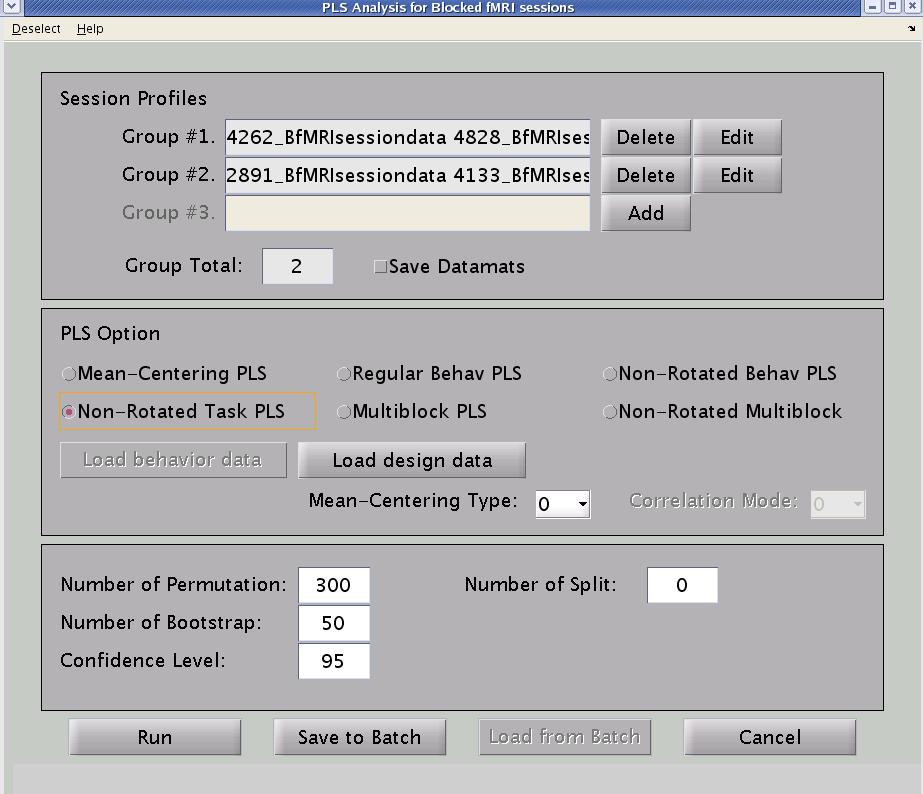 PLS Analysis for Blocked fMRI sessions
Deselect Help
Session Profiles
Group #1. 4262_BfMRIsessiondata 4828_BfMRIses Delete Edit
Group #2. 2891_BfMRIsessiondata 4133_BfMRIses Delete Edit
Group #3. Add
Group Total: 2 Save Datamats
PLS Option
Mean-Centering PLS Regular Behav PLS Non-Rotated Behav PLS
Non-Rotated Task PLS Multiblock PLS Non-Rotated Multiblock
Load behavior data Load design data
Mean-Centering Type: 0 Correlation Mode: 0
Number of Permutation: 300 Number of Split: 0
Number of Bootstrap: 50
Confidence Level: 95
Run Save to Batch Load from Batch Cancel